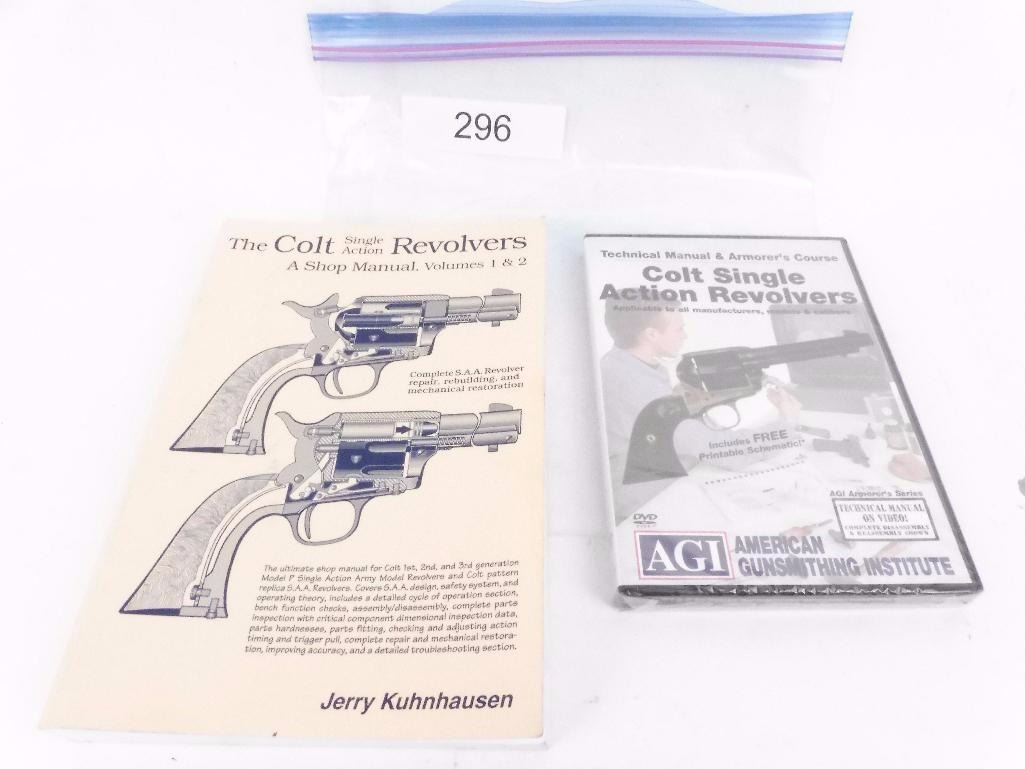 296
The Colt Single Action Revolvers
A Shop Manual. Volumes 1 & 2
Complete S.A.A. Revolver
repair, rebuilding, and
mechanical restoration
The ultimate shop manual for Colt 1st, 2nd, and 3rd generation
Model P Single Action Army Model Revolvers and Colt pattern
replica S.A.A. Revolvers. Covers S.A.A. design, safety system, and
operating theory, includes a detailed cycle of operation section,
bench function checks, assembly/disassembly, complete parts
inspection with critical component dimensional inspection data,
parts hardnesses, parts fitting, checking and adjusting action
timing and trigger pull, complete repair and mechanical restora-
tion, improving accuracy, and a detailed troubleshooting section.
Jerry Kuhnhausen
Technical Manual & Armorer's Course
Colt Single
Action Revolvers
Applicable to all manufacturers, models & calibers
Includes FREE
Printable Schematic!*
AGI Armorer's Series
TECHNICAL MANUAL
ON VIDEO!
COMPLETE DISASSEMBLY
& REASSEMBLY SHOWN
DVD
AGI AMERICAN
GUNSMITHING INSTITUTE